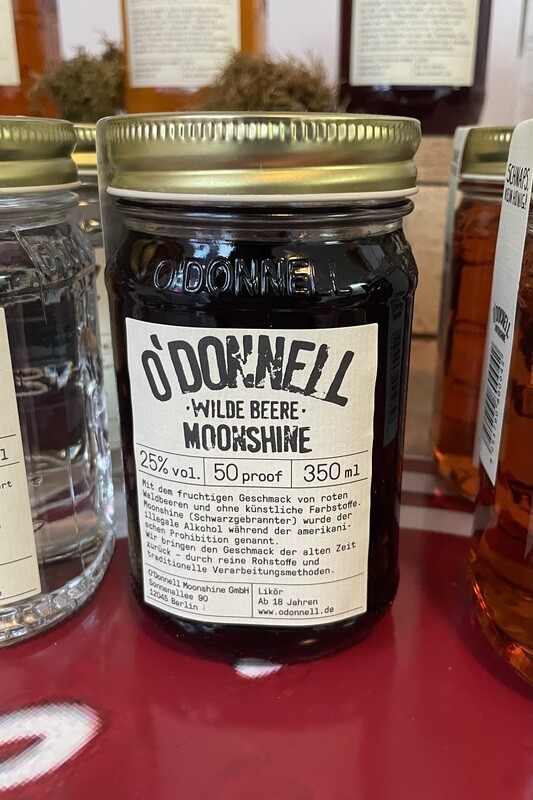 O'DONNELL
O'DONNELL
·WILDE BEERE·
MOONSHINE
25% vol. 50 proof 350 ml
Mit dem fruchtigen Geschmack von roten
Waldbeeren und ohne künstliche Farbstoffe.
Moonshine (Schwarzgebrannter) wurde der
illegale Alkohol während der amerikani-
schen Prohibition genannt.
Wir bringen den Geschmack der alten Zeit
zurück - durch reine Rohstoffe und
traditionelle Verarbeitungsmethoden.
O'Donnell Moonshine GmbH
Sonnenallee 90
12045 Berlin
Likör
Ab 18 Jahren
www.odonnell.de
SCHNAPS,
KEIN HONIG!